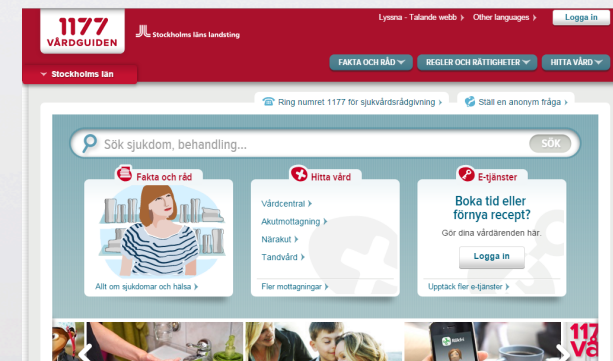 1177
VÅRDGUIDEN
Stockholms läns landsting
Lyssna - Talande webb
Other languages
Logga in
FAKTA OCH RÅD
REGLER OCH RÄTTIGHETER
HITTA VÅRD
Stockholms län
Ring numret 1177 för sjukvårdsrådgivning
Ställ en anonym fråga
Sök sjukdom, behandling...
SÖK
Fakta och råd
Allt om sjukdomar och hälsa
Hitta vård
Vårdcentral
Akutmottagning
Närakut
Tandvård
Fler mottagningar
E-tjänster
Boka tid eller
förnya recept?
Gör dina vårdärenden här.
Logga in
Upptäck fler e-tjänster
117
Vå